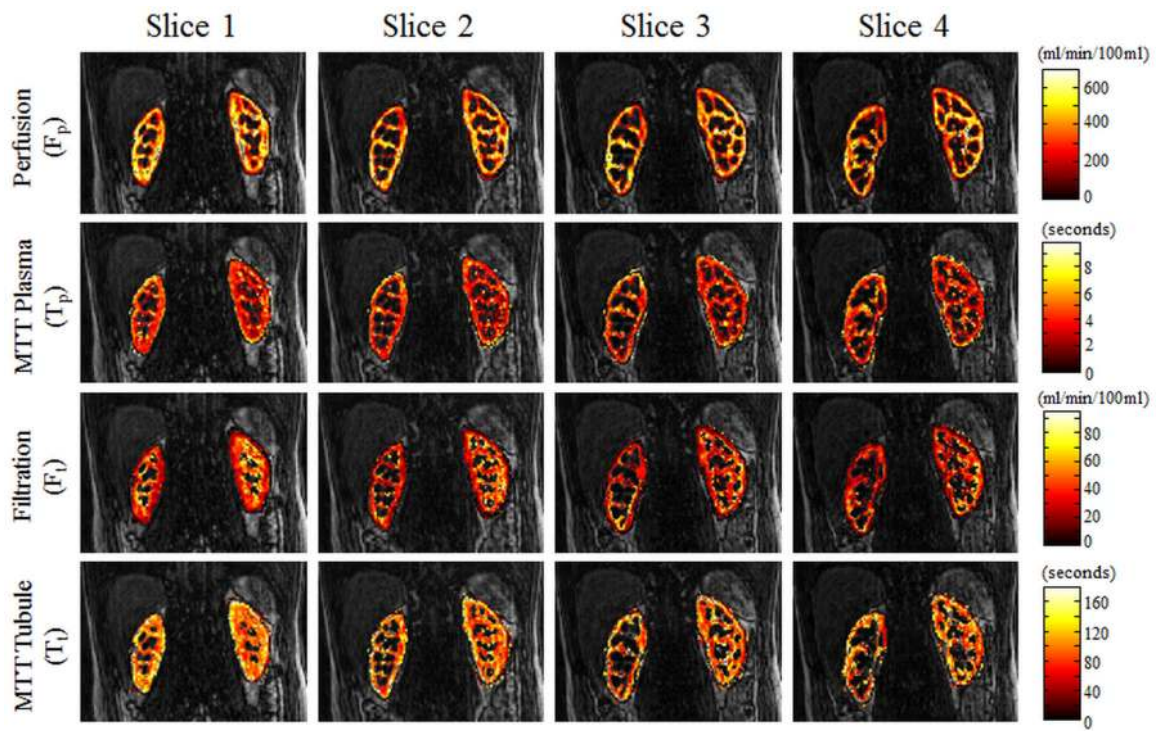 Slice 1 Slice 2 Slice 3 Slice 4
Perfusion
(Fp)
(ml/min/100ml)
600
400
200
0
MTT Plasma
(Tp)
(seconds)
8
6
4
2
0
Filtration
(Ft)
(ml/min/100ml)
80
60
40
20
0
MTT Tubule
(Tt)
(seconds)
160
120
80
40
0